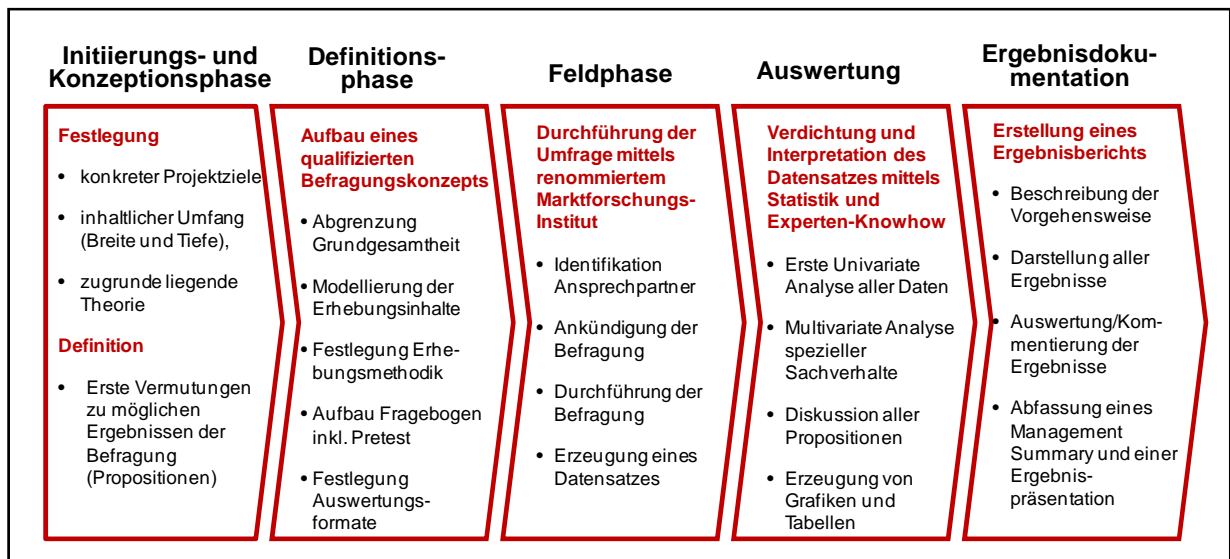 Initiierungs- und
Konzeptionsphase
Festlegung
• konkreter Projektziele
• inhaltlicher Umfang
(Breite und Tiefe),
• zugrunde liegende
Theorie
Definition
• Erste Vermutungen
zu möglichen
Ergebnissen der
Befragung
(Propositionen)
Definitions-
phase
Aufbau eines
qualifizierten
Befragungskonzepts
• Abgrenzung
Grundgesamtheit
• Modellierung der
Erhebungsinhalte
• Festlegung Erhe-
bungsmethodik
• Aufbau Fragebogen
inkl. Pretest
• Festlegung
Auswertungs-
formate
Feldphase
Durchführung der
Umfrage mittels
renommiertem
Marktforschungs-
Institut
• Identifikation
Ansprechpartner
• Ankündigung der
Befragung
• Durchführung der
Befragung
• Erzeugung eines
Datensatzes
Auswertung
Verdichtung und
Interpretation des
Datensatzes mittels
Statistik und
Experten-Knowhow
• Erste Univariate
Analyse aller Daten
• Multivariate Analyse
spezieller
Sachverhalte
• Diskussion aller
Propositionen
• Erzeugung von
Grafiken und
Tabellen
Ergebnisdoku-
mentation
Erstellung eines
Ergebnisberichts
• Beschreibung der
Vorgehensweise
• Darstellung aller
Ergebnisse
• Auswertung/Kom-
mentierung der
Ergebnisse
• Abfassung eines
Management
Summary und einer
Ergebnis-
präsentation